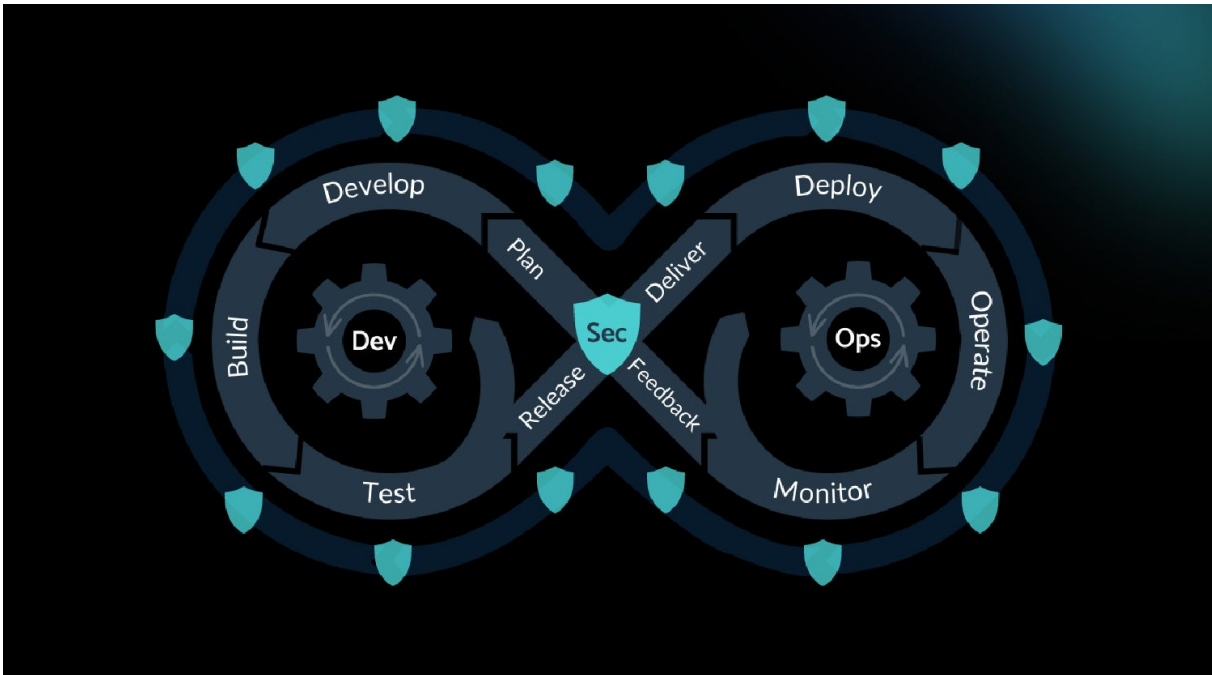 Develop
Plan
Build
Dev
Test
Release
Sec
Deliver
Deploy
Operate
Ops
Feedback
Monitor